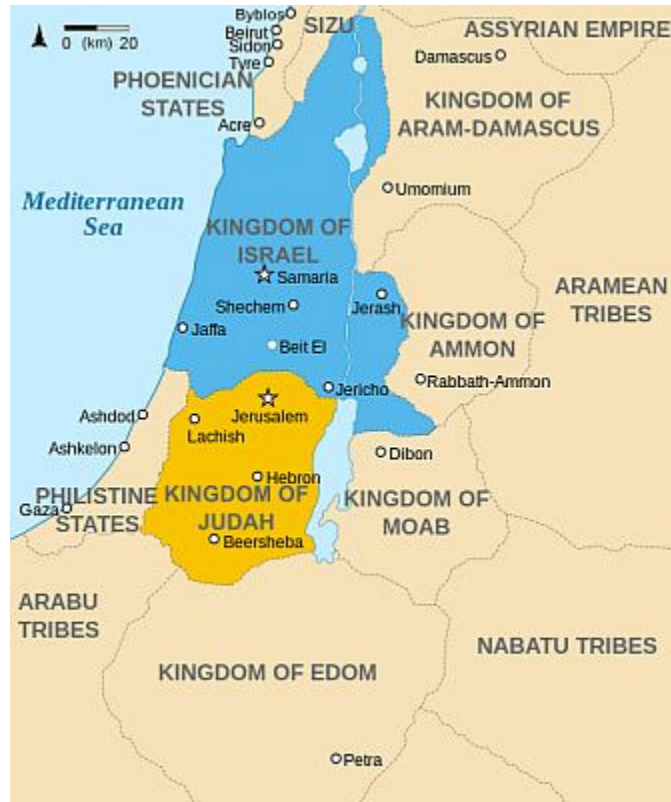 Byblos
SIZU
ASSYRIAN EMPIRE
0 (km) 20
Beirut
Sidon
Damascus
Tyre
PHOENICIAN
STATES
KINGDOM OF
ARAM-DAMASCUS
Acre
Umomium
Mediterranean
Sea
KINGDOM OF
ISRAEL
Samaria
ARAMEAN
TRIBES
Shechem
Jerash
KINGDOM OF
AMMON
Jaffa
Beit El
Rabbath-Ammon
Jericho
Ashdod
Jerusalem
Lachish
Ashkelon
Dibon
Hebron
PHILISTINE
STATES
KINGDOM OF
JUDAH
KINGDOM OF
MOAB
Gaza
Beersheba
ARABU
TRIBES
NABATU TRIBES
KINGDOM OF EDOM
Petra